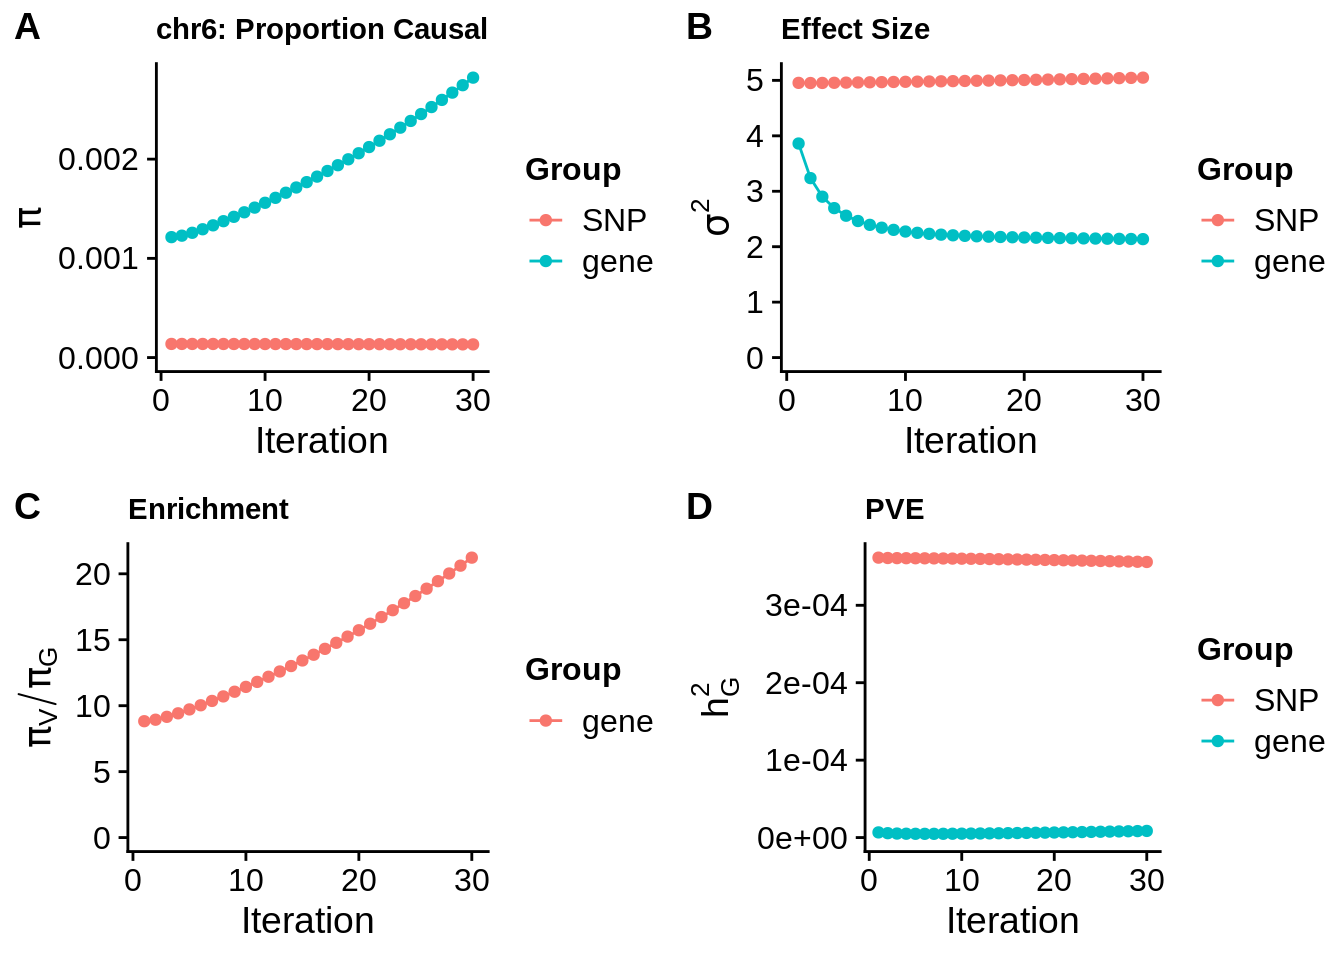 A
chr6: Proportion Causal
π
0.002
0.001
0.000
0 10 20 30
Iteration
Group
SNP
gene
B
Effect Size
σ²
5
4
3
2
1
0
0 10 20 30
Iteration
Group
SNP
gene
C
Enrichment
π_V/π_G
20
15
10
5
0
0 10 20 30
Iteration
Group
gene
D
PVE
h²_G
3e-04
2e-04
1e-04
0e+00
0 10 20 30
Iteration
Group
SNP
gene